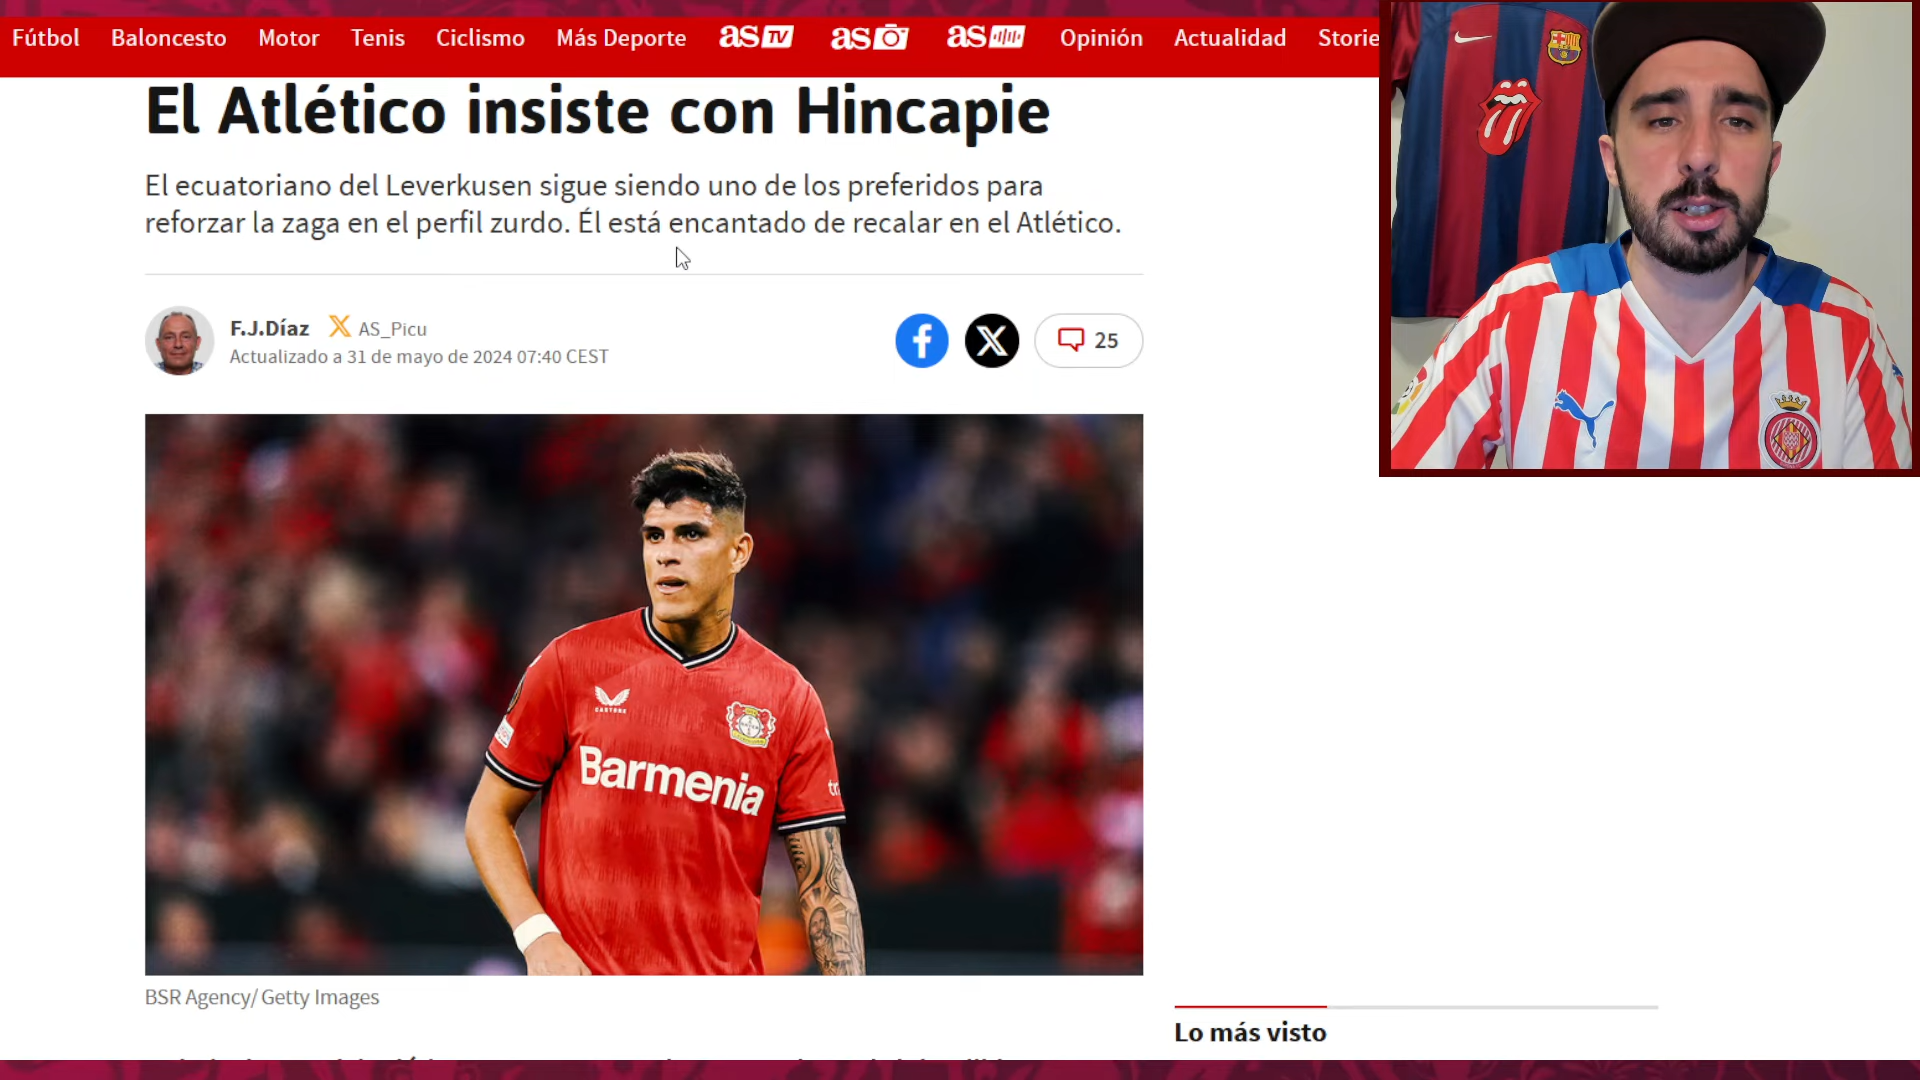 Fútbol Baloncesto Motor Tenis Ciclismo Más Deporte as TV as as Opinión Actualidad Storie
El Atlético insiste con Hincapie
El ecuatoriano del Leverkusen sigue siendo uno de los preferidos para
reforzar la zaga en el perfil zurdo. Él está encantado de recalar en el Atlético.
F.J.Díaz AS_Picu
Actualizado a 31 de mayo de 2024 07:40 CEST
25
CASTORE
Barmenia
BSR Agency/ Getty Images
Lo más visto